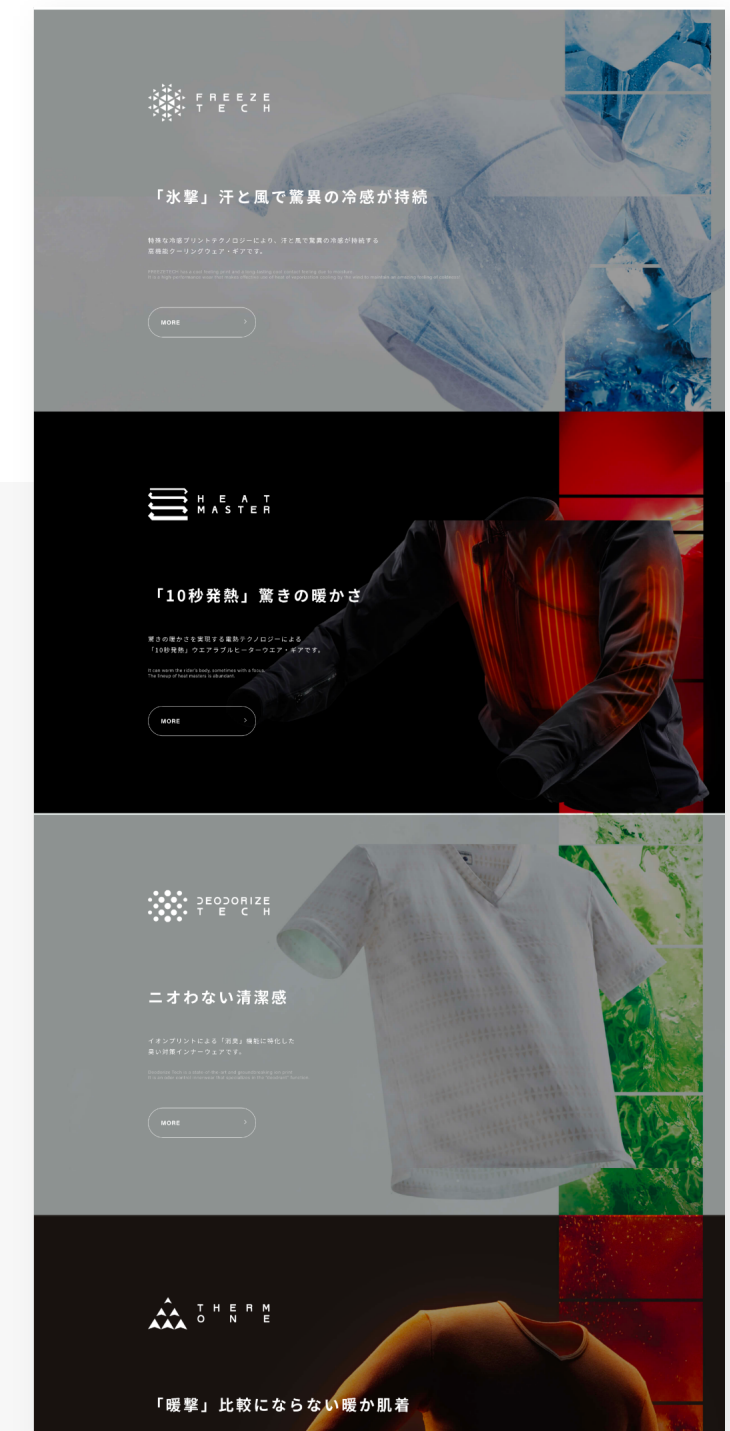 FREEZE
TECH
「氷撃」汗と風で驚異の冷感が持続
特殊な冷感プリントテクノロジーにより、汗と風で驚異の冷感が持続する
高機能クーリングウェア・ギアです。
MORE
HEAT
MASTER
「10秒発熱」驚きの暖かさ
驚きの暖かさを実現する電熱テクノロジーによる
「10秒発熱」ウエアラブルヒーターウエア・ギアです。
It can warm the rider's body, sometimes with a focus.
The lineup of heat masters is abundant.
MORE
DEODORIZE
TECH
ニオわない清潔感
イオンプリントによる「消臭」機能に特化した
臭い対策インナーウェアです。
MORE
THERM
ONE
「暖撃」比較にならない暖か肌着